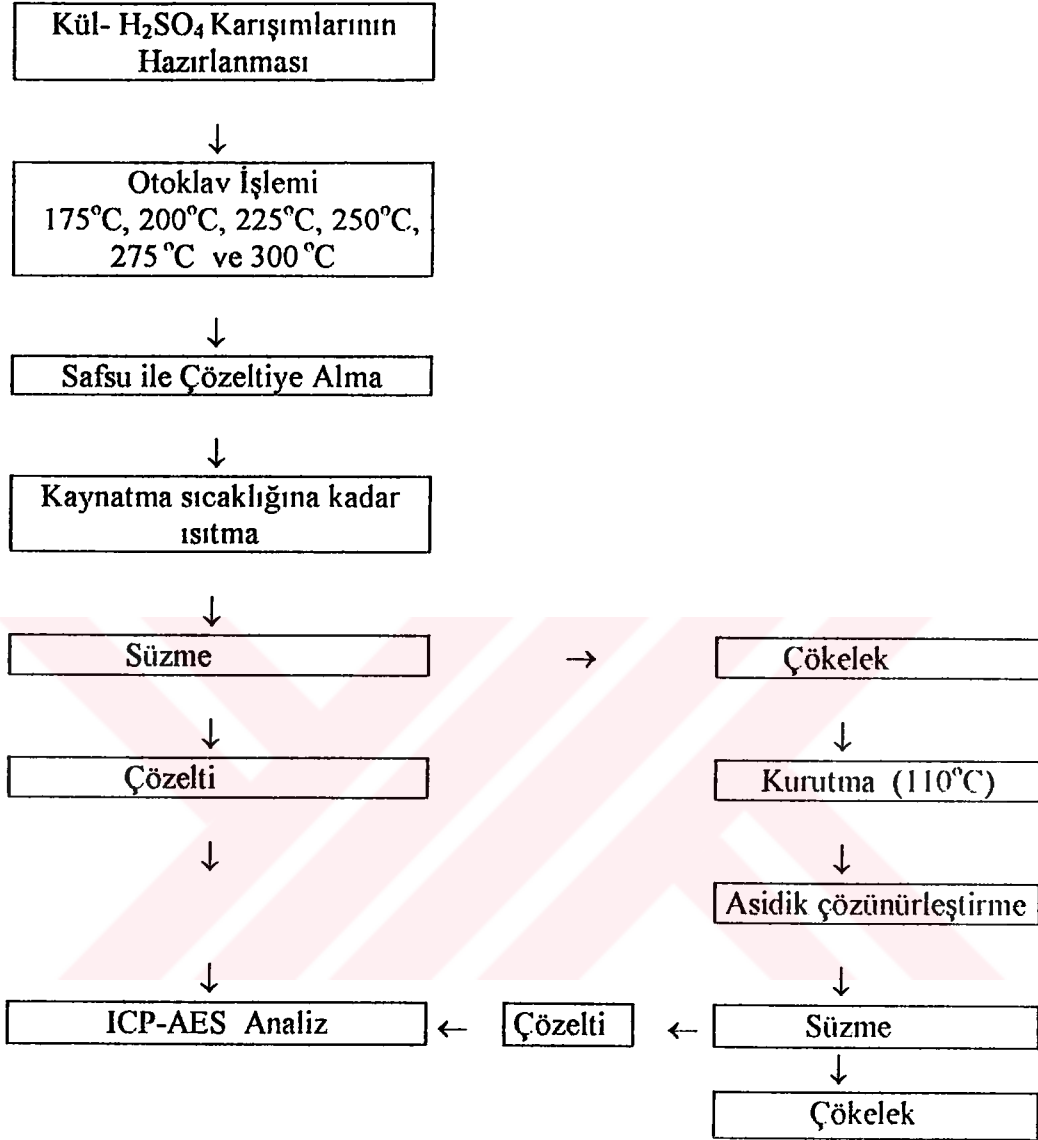 Kül- H₂SO₄ Karışımlarının
Hazırlanması
↓
Otoklav İşlemi
175°C, 200°C, 225°C, 250°C,
275 °C ve 300 °C
↓
Safsu ile Çözeltiye Alma
↓
Kaynatma sıcaklığına kadar
ısıtma
↓
Süzme → Çökelek
↓ ↓
Çözelti Kurutma (110°C)
↓ ↓
Asidik çözünürleştirme
↓ ↓
ICP-AES Analiz ← Çözelti ← Süzme
↓
Çökelek